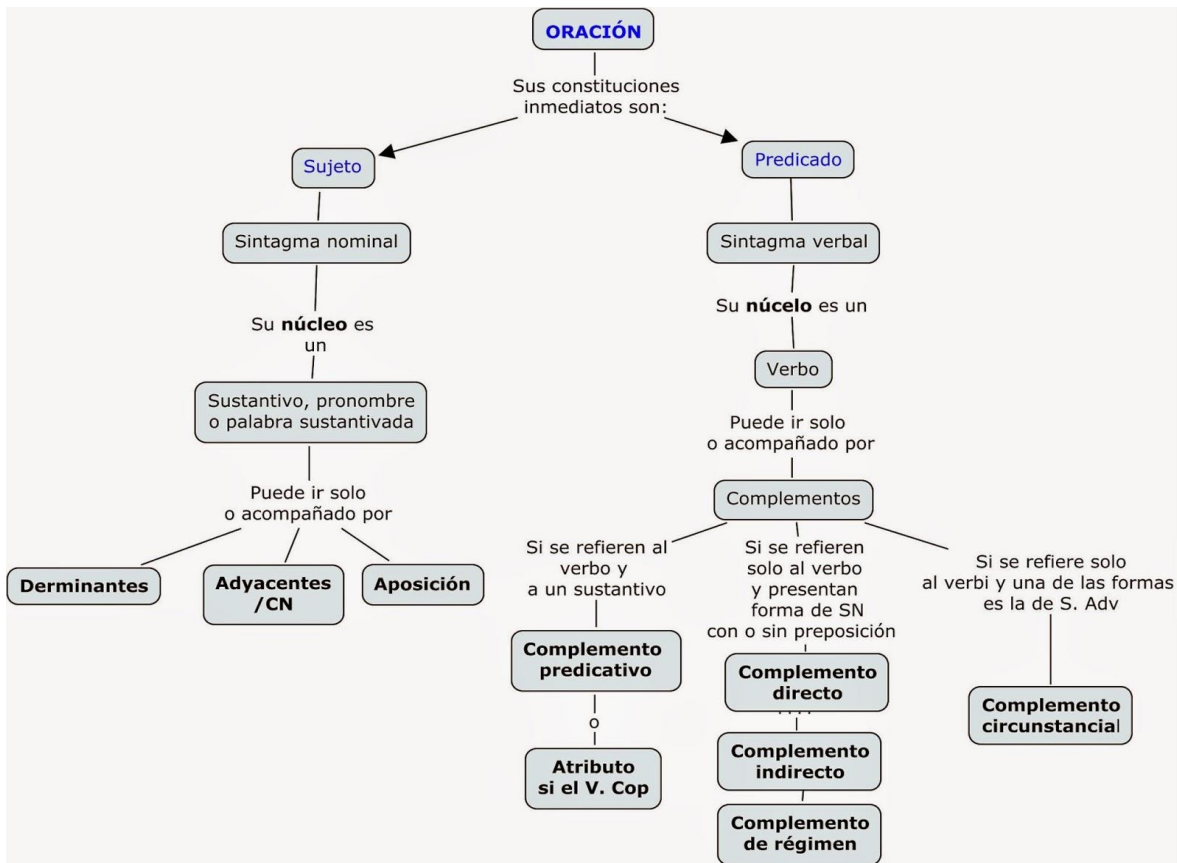 ORACIÓN
Sus constituciones
inmediatos son:
Sujeto
Predicado
Sintagma nominal
Sintagma verbal
Su núcleo es
un
Su núcelo es un
Sustantivo, pronombre
o palabra sustantivada
Verbo
Puede ir solo
o acompañado por
Puede ir solo
o acompañado por
Derminantes
Adyacentes
/CN
Aposición
Complementos
Si se refieren al
verbo y
a un sustantivo
Si se refieren
solo al verbo
y presentan
forma de SN
con o sin preposición
Si se refiere solo
al verbi y una de las formas
es la de S. Adv
Complemento
predicativo
o
Atributo
si el V. Cop
Complemento
directo
Complemento
indirecto
Complemento
de régimen
Complemento
circunstancial